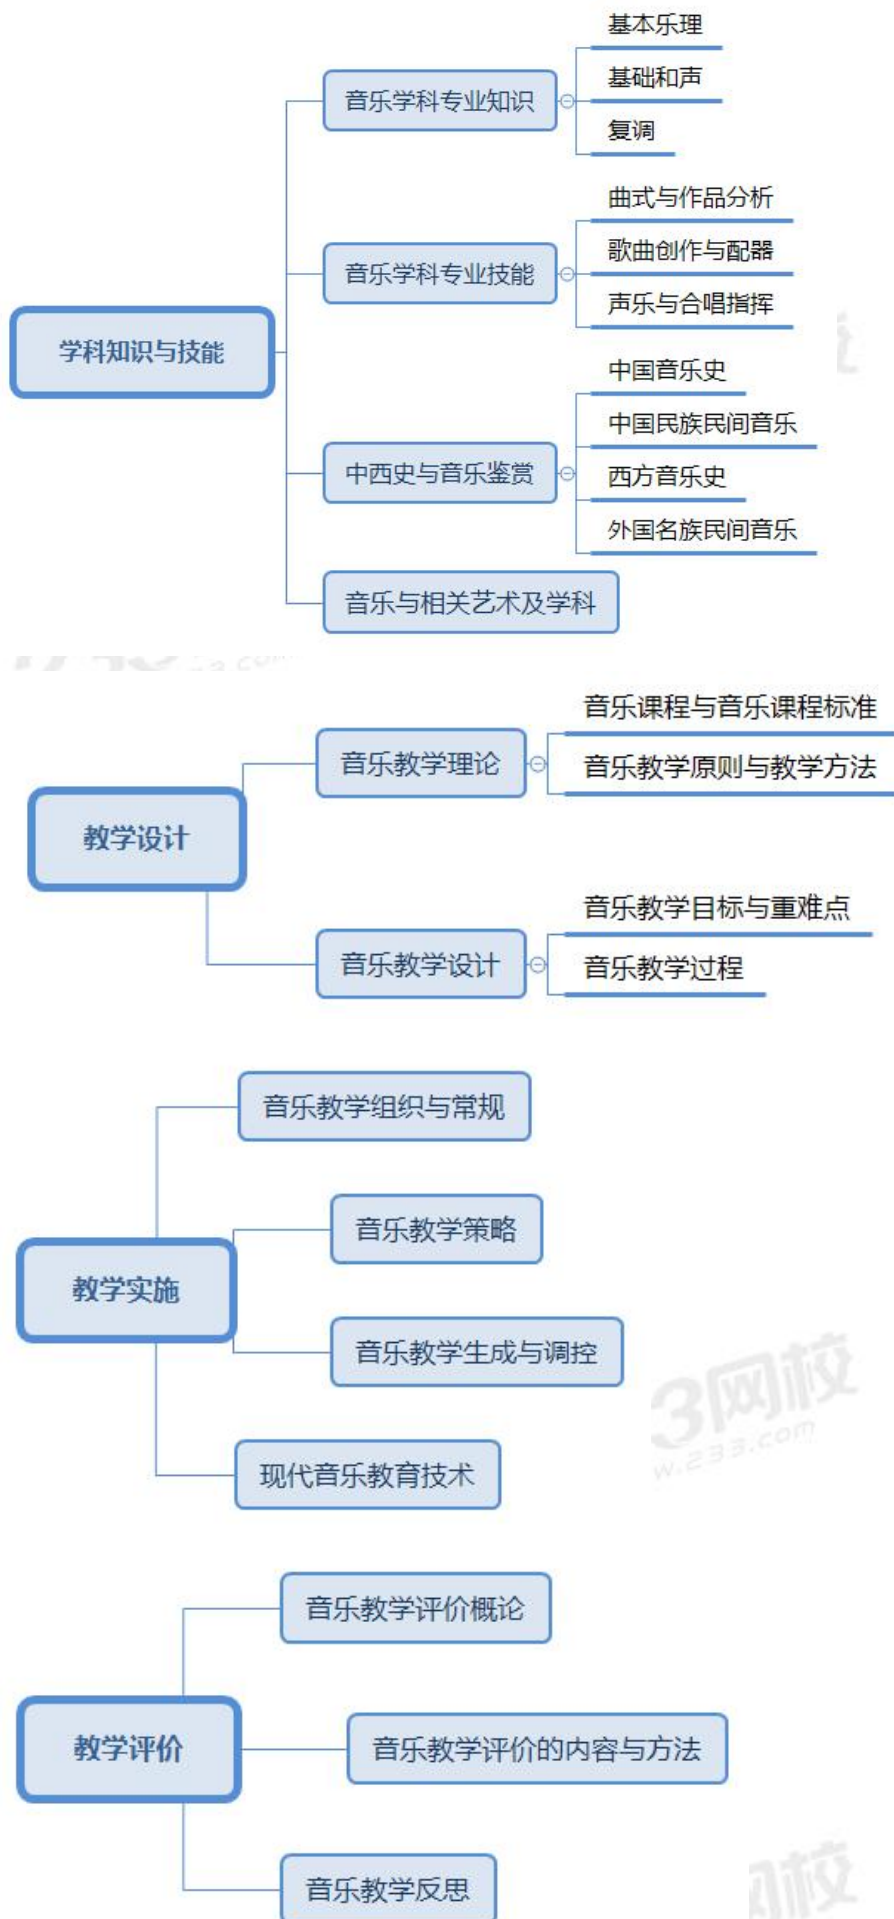 基本乐理
音乐学科专业知识
基础和声
复调
曲式与作品分析
音乐学科专业技能
歌曲创作与配器
声乐与合唱指挥
学科知识与技能
中国音乐史
中国民族民间音乐
中西史与音乐鉴赏
西方音乐史
外国名族民间音乐
音乐与相关艺术及学科
音乐课程与音乐课程标准
音乐教学理论
音乐教学原则与教学方法
教学设计
音乐教学目标与重难点
音乐教学设计
音乐教学过程
音乐教学组织与常规
音乐教学策略
教学实施
音乐教学生成与调控
现代音乐教育技术
3网校
w.233.com
音乐教学评价概论
教学评价
音乐教学评价的内容与方法
音乐教学反思
网校